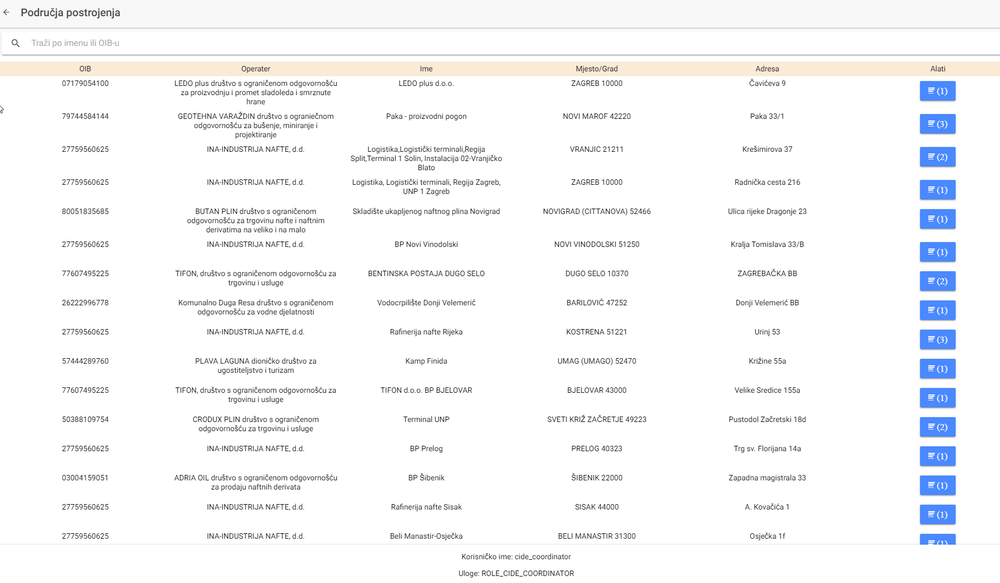 Područja postrojenja
Traži po imenu ili OIB-u
OIB Operater Ime Mjesto/Grad Adresa Alati
07179054100 LEDO plus društvo s ograničenom odgovornošću LEDO plus d.o.o. ZAGREB 10000 Čavićeva 9
za proizvodnju i promet sladoleda i smrznute (1)
hrane
79744584144 GEOTEHNA VARAŽDIN društvo s ograniećnom Paka - proizvodni pogon NOVI MAROF 42220 Paka 33/1
odgovornošću za bušenje, miniranje i (3)
projektiranje
27759560625 INA-INDUSTRIJA NAFTE, d.d. Logistika,Logistički terminali,Regija VRANJIC 21211 Krešimirova 37
Split,Terminal 1 Solin, Instalacija 02-Vranjičko (2)
Blato
27759560625 INA-INDUSTRIJA NAFTE, d.d. Logistika, Logistički terminali, Regija Zagreb, ZAGREB 10000 Radnička cesta 216
UNP 1 Zagreb (1)
80051835685 BUTAN PLIN društvo s ograničenom Skladište ukapljenog naftnog plina Novigrad NOVIGRAD (CITTANOVA) 52466 Ulica rijeke Dragonje 23
odgovornošću za trgovinu nafte i naftnim (1)
derivatima na veliko i na malo
27759560625 INA-INDUSTRIJA NAFTE, d.d. BP Novi Vinodolski NOVI VINODOLSKI 51250 Kralja Tomislava 33/B
(1)
77607495225 TIFON, društvo s ograničenom odgovornošću za BENTINSKA POSTAJA DUGO SELO DUGO SELO 10370 ZAGREBAČKA BB
trgovinu i usluge (2)
26222996778 Komunalno Duga Resa društvo s ograničenom Vodocrpilište Donji Velemerić BARILOVIĆ 47252 Donji Velemerić BB
odgovornošću za vodne djelatnosti (1)
27759560625 INA-INDUSTRIJA NAFTE, d.d. Rafinerija nafte Rijeka KOSTRENA 51221 Urinj 53
(3)
57444289760 PLAVA LAGUNA dioničko društvo za Kamp Finida UMAG (UMAGO) 52470 Križine 55a
ugostiteljstvo i turizam (1)
77607495225 TIFON, društvo s ograničenom odgovornošću za TIFON d.o.o. BP BJELOVAR BJELOVAR 43000 Velike Sredice 155a
trgovinu i usluge (1)
50388109754 CRODUX PLIN društvo s ograničenom Terminal UNP SVETI KRIŽ ZAČRETJE 49223 Pustodol Začretski 18d
odgovornošću za trgovinu i usluge (2)
27759560625 INA-INDUSTRIJA NAFTE, d.d. BP Prelog PRELOG 40323 Trg sv. Florijana 14a
(1)
03004159051 ADRIA OIL društvo s ograničenom odgovornošću BP Šibenik ŠIBENIK 22000 Zapadna magistrala 33
za prodaju naftnih derivata (1)
27759560625 INA-INDUSTRIJA NAFTE, d.d. Rafinerija nafte Sisak SISAK 44000 A. Kovačića 1
(1)
27759560625 INA-INDUSTRIJA NAFTE, d.d. Beli Manastir-Osječka BELI MANASTIR 31300 Osječka 1f
(1)
Korisničko ime: cide_coordinator
Uloge: ROLE_CIDE_COORDINATOR